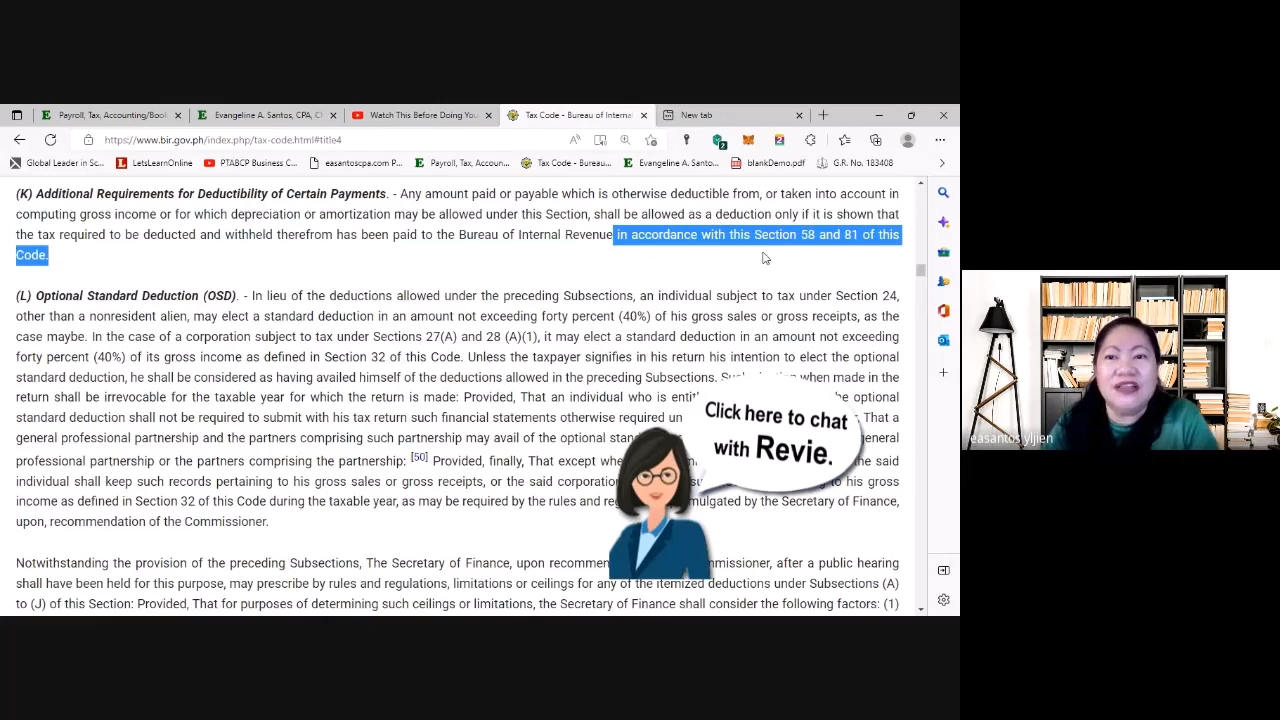 Payroll, Tax, Accounting/Boo
Evangeline A. Santos, CPA, C
Watch This Before Doing You
Tax Code - Bureau of Interna
New tab
https://www.bir.gov.ph/index.php/tax-code.html#title4
Global Leader in Sc...
LetsLearnOnline
PTABCP Business C...
easantoscpa.com P...
Payroll, Tax, Accoun...
Tax Code - Bureau...
Evangeline A. Santo...
blankDemo.pdf
G.R. No. 183408
(K) Additional Requirements for Deductibility of Certain Payments. - Any amount paid or payable which is otherwise deductible from, or taken into account in
computing gross income or for which depreciation or amortization may be allowed under this Section, shall be allowed as a deduction only if it is shown that
the tax required to be deducted and withheld therefrom has been paid to the Bureau of Internal Revenue in accordance with this Section 58 and 81 of this
Code.
(L) Optional Standard Deduction (OSD). - In lieu of the deductions allowed under the preceding Subsections, an individual subject to tax under Section 24,
other than a nonresident alien, may elect a standard deduction in an amount not exceeding forty percent (40%) of his gross sales or gross receipts, as the
case maybe. In the case of a corporation subject to tax under Sections 27(A) and 28 (A)(1), it may elect a standard deduction in an amount not exceeding
forty percent (40%) of its gross income as defined in Section 32 of this Code. Unless the taxpayer signifies in his return his intention to elect the optional
standard deduction, he shall be considered as having availed himself of the deductions allowed in the preceding Subsections. when made in the
return shall be irrevocable for the taxable year for which the return is made: Provided, That an individual who is the optional
standard deduction shall not be required to submit with his tax return such financial statements otherwise required That a
general professional partnership and the partners comprising such partnership may avail of the optional general
professional partnership or the partners comprising the partnership: [50] Provided, finally, That except the said
individual shall keep such records pertaining to his gross sales or gross receipts, or the said to his gross
income as defined in Section 32 of this Code during the taxable year, as may be required by the rules and by the Secretary of Finance,
upon, recommendation of the Commissioner.
Notwithstanding the provision of the preceding Subsections, The Secretary of Finance, upon after a public hearing
shall have been held for this purpose, may prescribe by rules and regulations, limitations or ceilings for any of the itemized deductions under Subsections (A)
to (J) of this Section: Provided, That for purposes of determining such ceilings or limitations, the Secretary of Finance shall consider the following factors: (1)
Click here to chat
with Revie.
easantos yljien